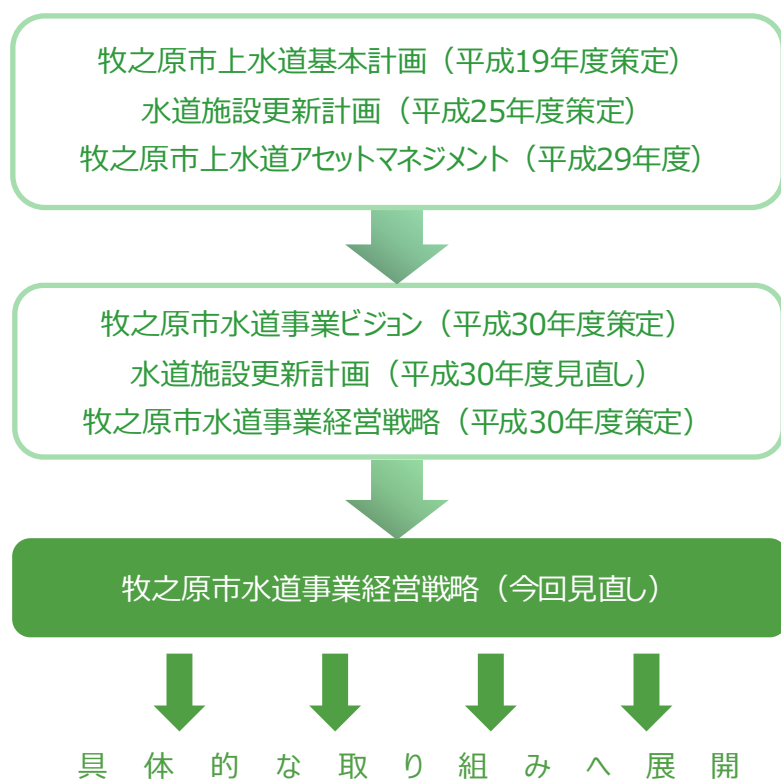 牧之原市上水道基本計画（平成19年度策定）
水道施設更新計画（平成25年度策定）
牧之原市上水道アセットマネジメント（平成29年度）
牧之原市水道事業ビジョン（平成30年度策定）
水道施設更新計画（平成30年度見直し）
牧之原市水道事業経営戦略（平成30年度策定）
牧之原市水道事業経営戦略（今回見直し）
具体的な取り組みへ展開